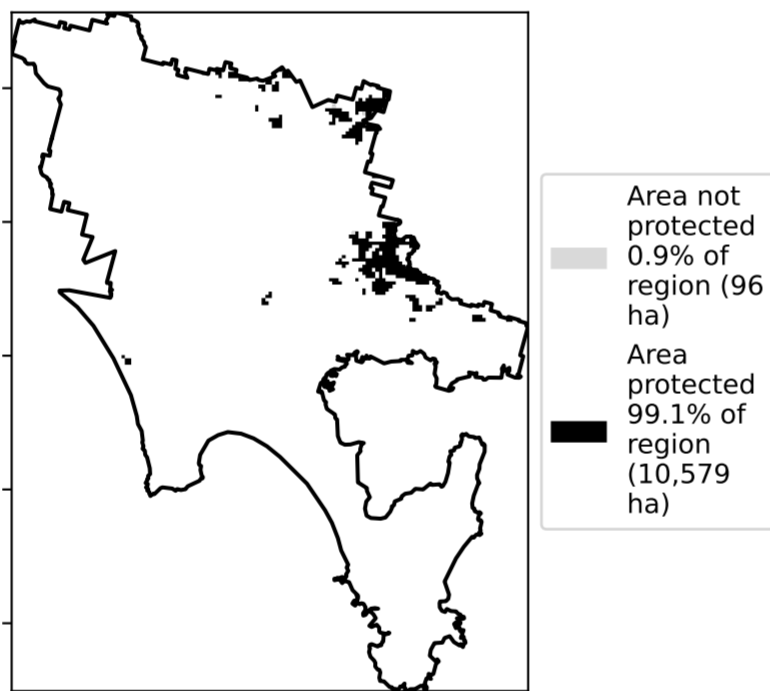 Area not
protected
0.9% of
region (96
ha)
Area
protected
99.1% of
region
(10,579
ha)